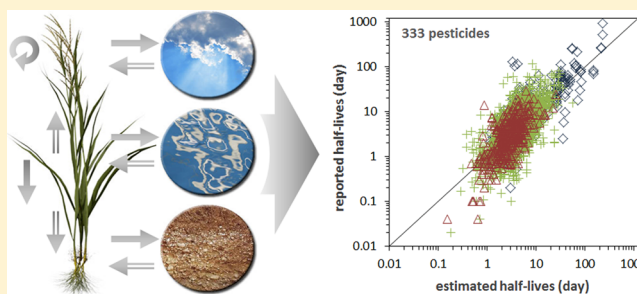 333 pesticides
reported half-lives (day)
1000
100
10
1
0.1
0.01
0.01 0.1 1 10 100 1000
estimated half-lives (day)